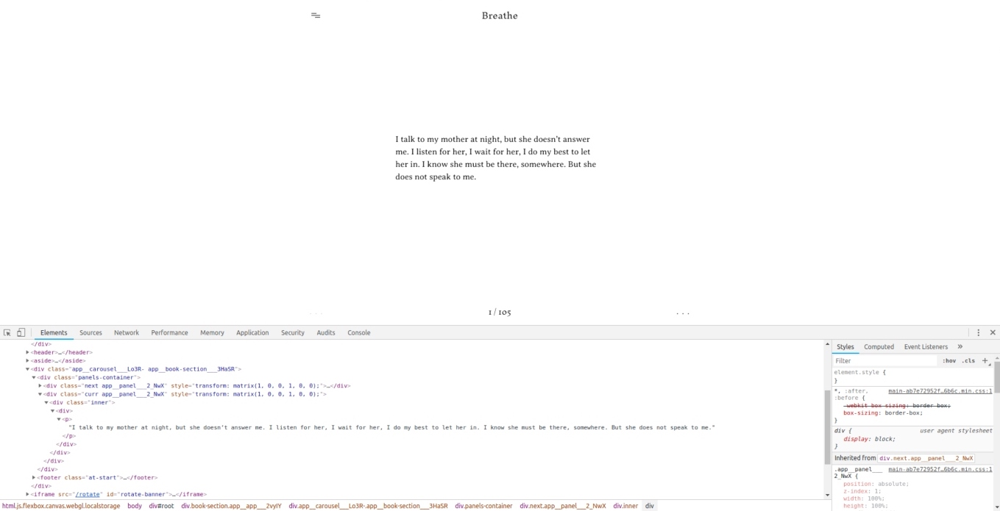 Breathe
I talk to my mother at night, but she doesn't answer
me. I listen for her, I wait for her, I do my best to let
her in. I know she must be there, somewhere. But she
does not speak to me.
. . .
1 / 105
. . .
Elements Sources Network Performance Memory Application Security Audits Console
</div>
<header>…</header>
<aside>…</aside>
<div class="app__carousel___Lo3R- app__book-section___3HaSR">
<div class="panels-container">
<div class="next app__panel___2_NwX" style="transform: matrix(1, 0, 0, 1, 0, 0);">…</div>
<div class="curr app__panel___2_NwX" style="transform: matrix(1, 0, 0, 1, 0, 0);">
<div class="inner">
<div>
<p>
"I talk to my mother at night, but she doesn't answer me. I listen for her, I wait for her, I do my best to let her in. I know she must be there, somewhere. But she does not speak to me."
</p>
</div>
</div>
</div>
</div>
<footer class="at-start">…</footer>
</div>
<iframe src="/rotate" id="rotate-banner">…</iframe>
html.js.flexbox.canvas.webgl.localstorage body div#root div.book-section.app__app___2vyIY div.app__carousel___Lo3R-.app__book-section___3HaSR div.panels-container div.next.app__panel___2_NwX div.inner div
Styles Computed Event Listeners »
Filter :hov .cls +
element.style {
}
*, :after, main-ab7e72952f…6b6c.min.css:1
:before {
-webkit-box-sizing: border-box;
box-sizing: border-box;
}
div { user agent stylesheet
display: block;
}
Inherited from div.next.app__panel___2_NwX
.app__panel___ main-ab7e72952f…6b6c.min.css:1
2_NwX {
position: absolute;
z-index: 1;
width: 100%;
height: 100%;